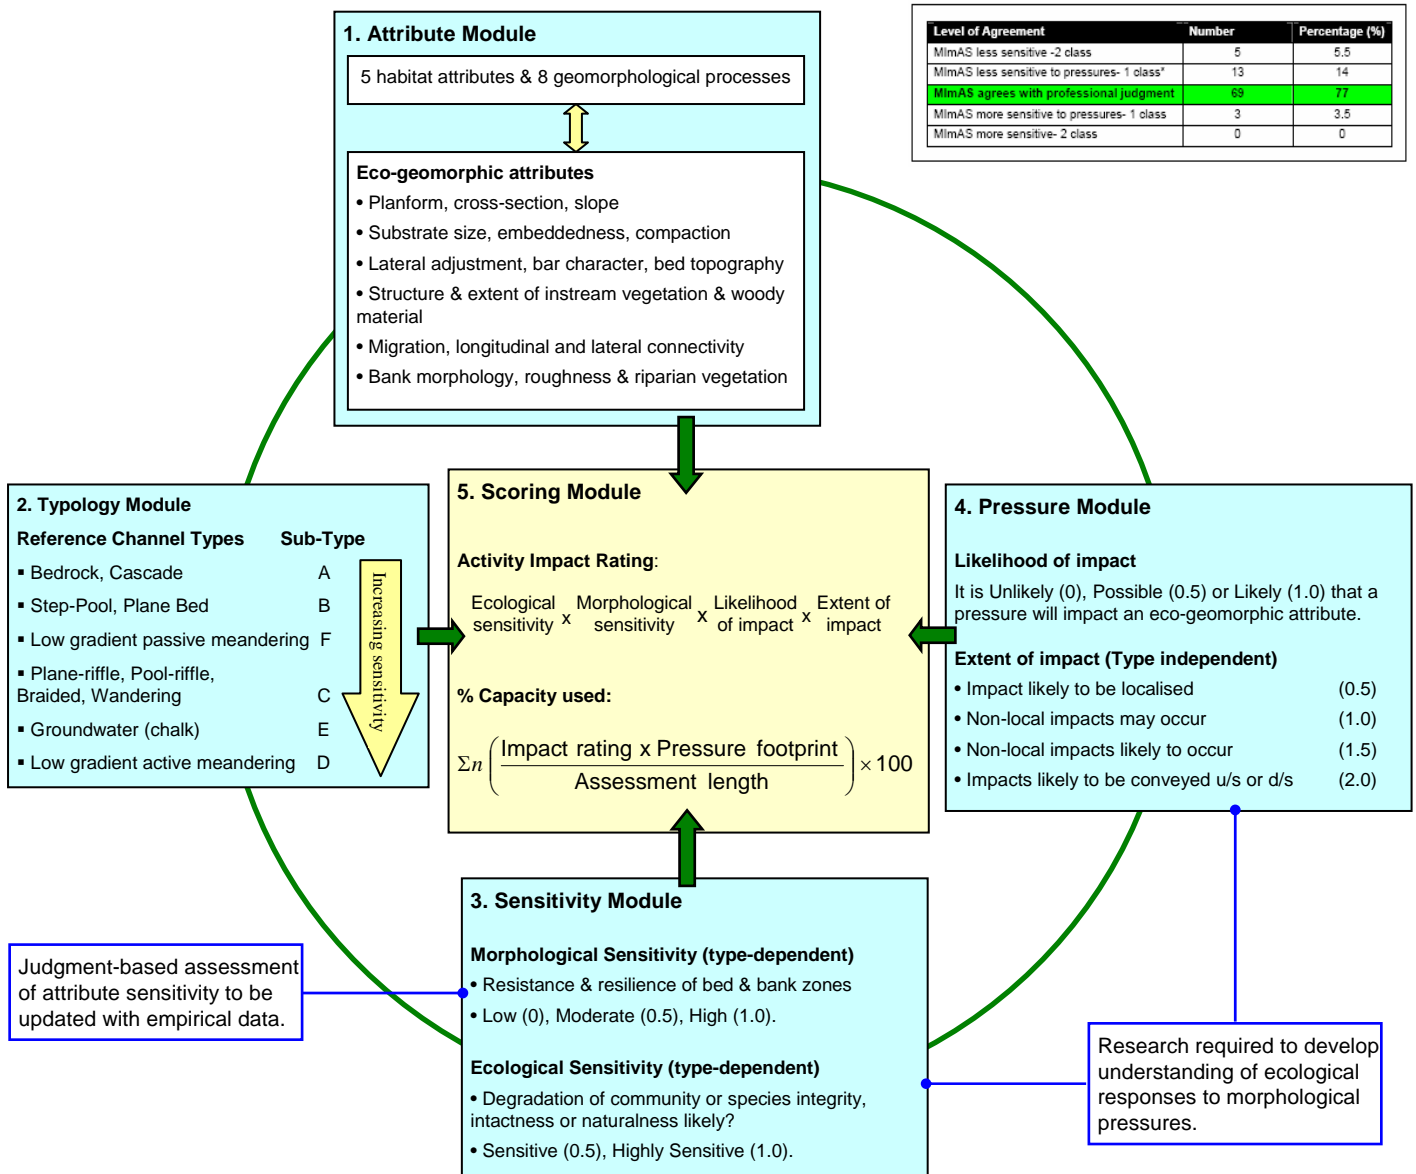 1. Attribute Module
5 habitat attributes & 8 geomorphological processes
Eco-geomorphic attributes
• Planform, cross-section, slope
• Substrate size, embeddedness, compaction
• Lateral adjustment, bar character, bed topography
• Structure & extent of instream vegetation & woody
material
• Migration, longitudinal and lateral connectivity
• Bank morphology, roughness & riparian vegetation
Level of Agreement Number Percentage (%)
MImAS less sensitive -2 class 5 5.5
MImAS less sensitive to pressures- 1 class* 13 14
MImAS agrees with professional judgment 69 77
MImAS more sensitive to pressures- 1 class 3 3.5
MImAS more sensitive- 2 class 0 0
2. Typology Module
Reference Channel Types Sub-Type
▪ Bedrock, Cascade A
▪ Step-Pool, Plane Bed B
▪ Low gradient passive meandering F
▪ Plane-riffle, Pool-riffle,
Braided, Wandering C
▪ Groundwater (chalk) E
▪ Low gradient active meandering D
Increasing sensitivity
5. Scoring Module
Activity Impact Rating:
Ecological sensitivity x Morphological sensitivity x Likelihood of impact x Extent of impact
% Capacity used:
Σn (Impact rating x Pressure footprint / Assessment length) × 100
4. Pressure Module
Likelihood of impact
It is Unlikely (0), Possible (0.5) or Likely (1.0) that a
pressure will impact an eco-geomorphic attribute.
Extent of impact (Type independent)
• Impact likely to be localised (0.5)
• Non-local impacts may occur (1.0)
• Non-local impacts likely to occur (1.5)
• Impacts likely to be conveyed u/s or d/s (2.0)
3. Sensitivity Module
Morphological Sensitivity (type-dependent)
• Resistance & resilience of bed & bank zones
• Low (0), Moderate (0.5), High (1.0).
Ecological Sensitivity (type-dependent)
• Degradation of community or species integrity,
intactness or naturalness likely?
• Sensitive (0.5), Highly Sensitive (1.0).
Judgment-based assessment
of attribute sensitivity to be
updated with empirical data.
Research required to develop
understanding of ecological
responses to morphological
pressures.